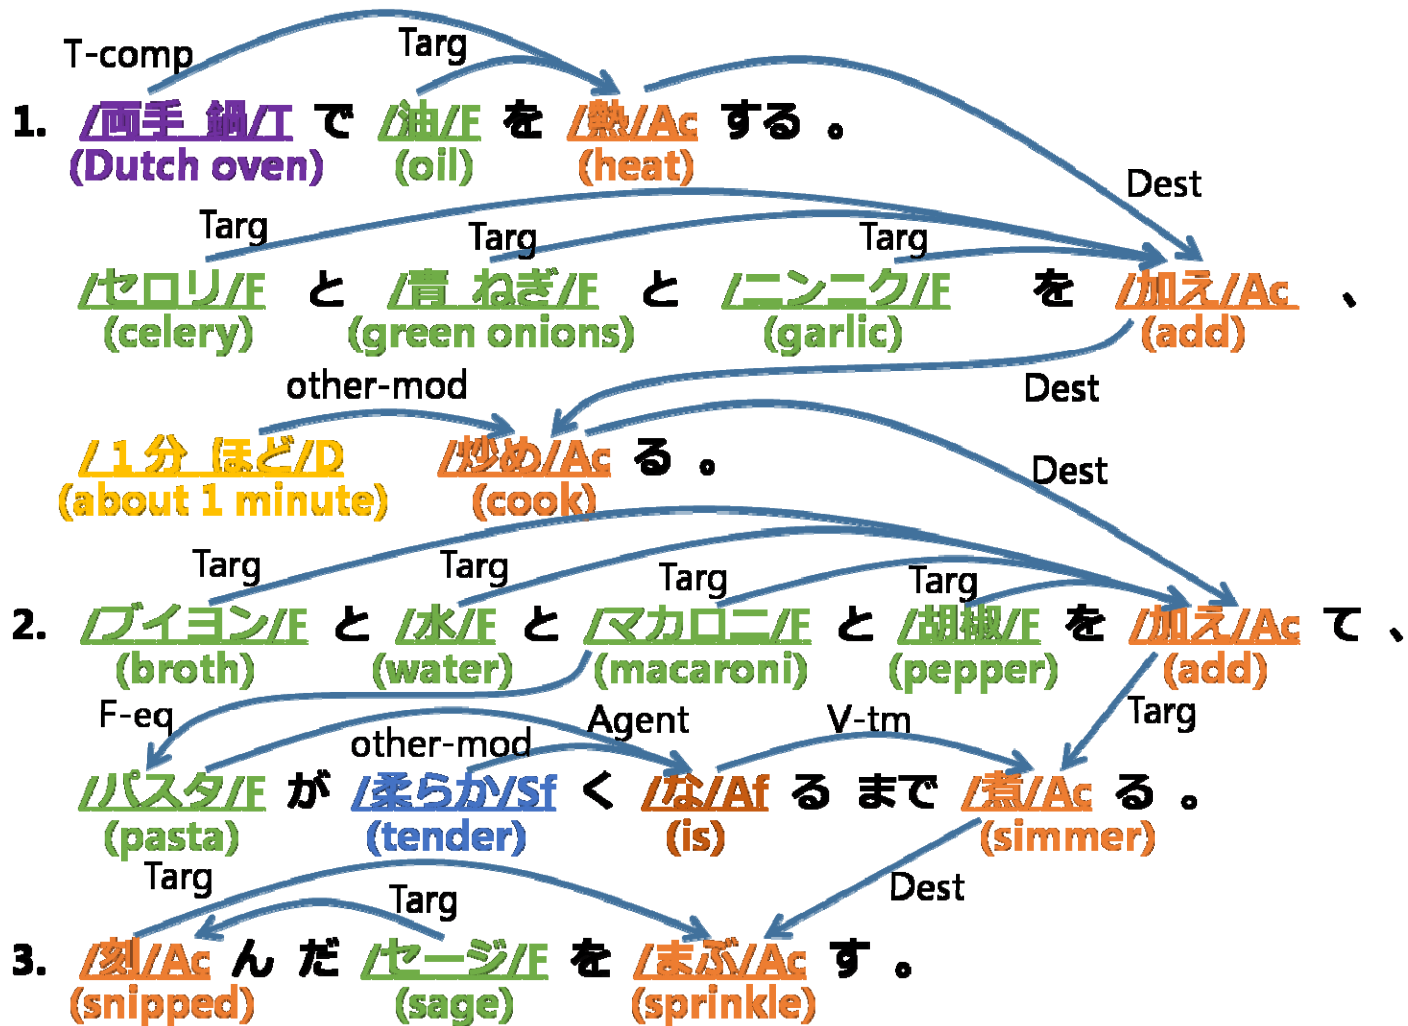 T-comp Targ
1. /両手 鍋/T で /油/F を /熱/Ac する 。
(Dutch oven) (oil) (heat)
Dest
Targ Targ Targ
/セロリ/F と /青 ねぎ/F と /ニンニク/F を /加え/Ac 、
(celery) (green onions) (garlic) (add)
other-mod Dest
/１分 ほど/D /炒め/Ac る 。
(about 1 minute) (cook)
Dest
Targ Targ Targ Targ
2. /ブイヨン/F と /水/F と /マカロニ/F と /胡椒/F を /加え/Ac て 、
(broth) (water) (macaroni) (pepper) (add)
F-eq other-mod Agent V-tm Targ
/パスタ/F が /柔らか/Sf く /な/Af る まで /煮/Ac る 。
(pasta) (tender) (is) (simmer)
Targ Targ Dest
3. /刻/Ac ん だ /セージ/F を /まぶ/Ac す 。
(snipped) (sage) (sprinkle)